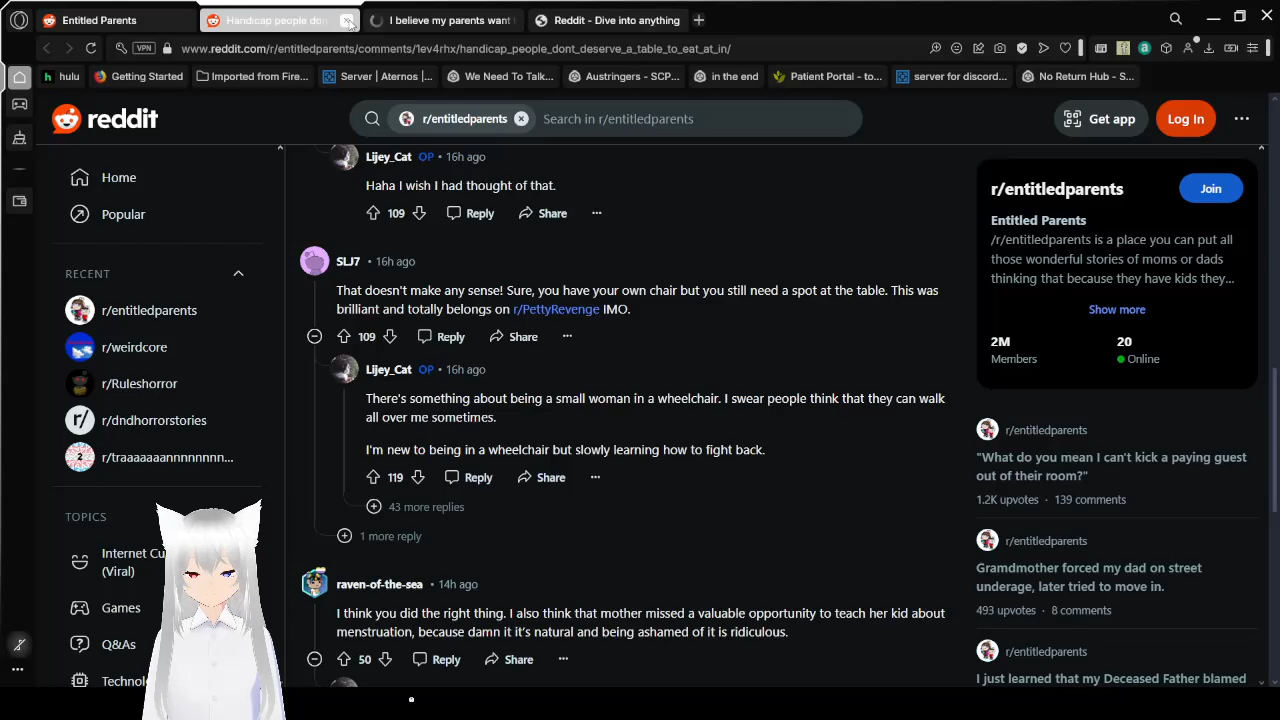 Entitled Parents
Handicap people don
I believe my parents want
Reddit - Dive into anything
VPN
www.reddit.com/r/entitledparents/comments/1ev4rhx/handicap_people_dont_deserve_a_table_to_eat_at_in/
hulu
Getting Started
Imported from Fire...
Server | Aternos |...
We Need To Talk...
Austringers - SCP...
in the end
Patient Portal - to...
server for discord...
No Return Hub - S...
reddit
r/entitledparents
Search in r/entitledparents
Get app
Log In
Home
Popular
RECENT
r/entitledparents
r/weirdcore
r/Ruleshorror
r/dndhorrorstories
r/traaaaaaannnnnnnn...
TOPICS
Internet Cu
(Viral)
Games
Q&As
Technol
Lijey_Cat OP • 16h ago
Haha I wish I had thought of that.
109 Reply Share
SLJ7 • 16h ago
That doesn't make any sense! Sure, you have your own chair but you still need a spot at the table. This was
brilliant and totally belongs on r/PettyRevenge IMO.
109 Reply Share
Lijey_Cat OP • 16h ago
There's something about being a small woman in a wheelchair. I swear people think that they can walk
all over me sometimes.
I'm new to being in a wheelchair but slowly learning how to fight back.
119 Reply Share
43 more replies
1 more reply
raven-of-the-sea • 14h ago
I think you did the right thing. I also think that mother missed a valuable opportunity to teach her kid about
menstruation, because damn it it's natural and being ashamed of it is ridiculous.
50 Reply Share
r/entitledparents
Join
Entitled Parents
/r/entitledparents is a place you can put all
those wonderful stories of moms or dads
thinking that because they have kids they...
Show more
2M
Members
20
Online
r/entitledparents
"What do you mean I can't kick a paying guest
out of their room?"
1.2K upvotes • 139 comments
r/entitledparents
Gramdmother forced my dad on street
underage, later tried to move in.
493 upvotes • 8 comments
r/entitledparents
I just learned that my Deceased Father blamed